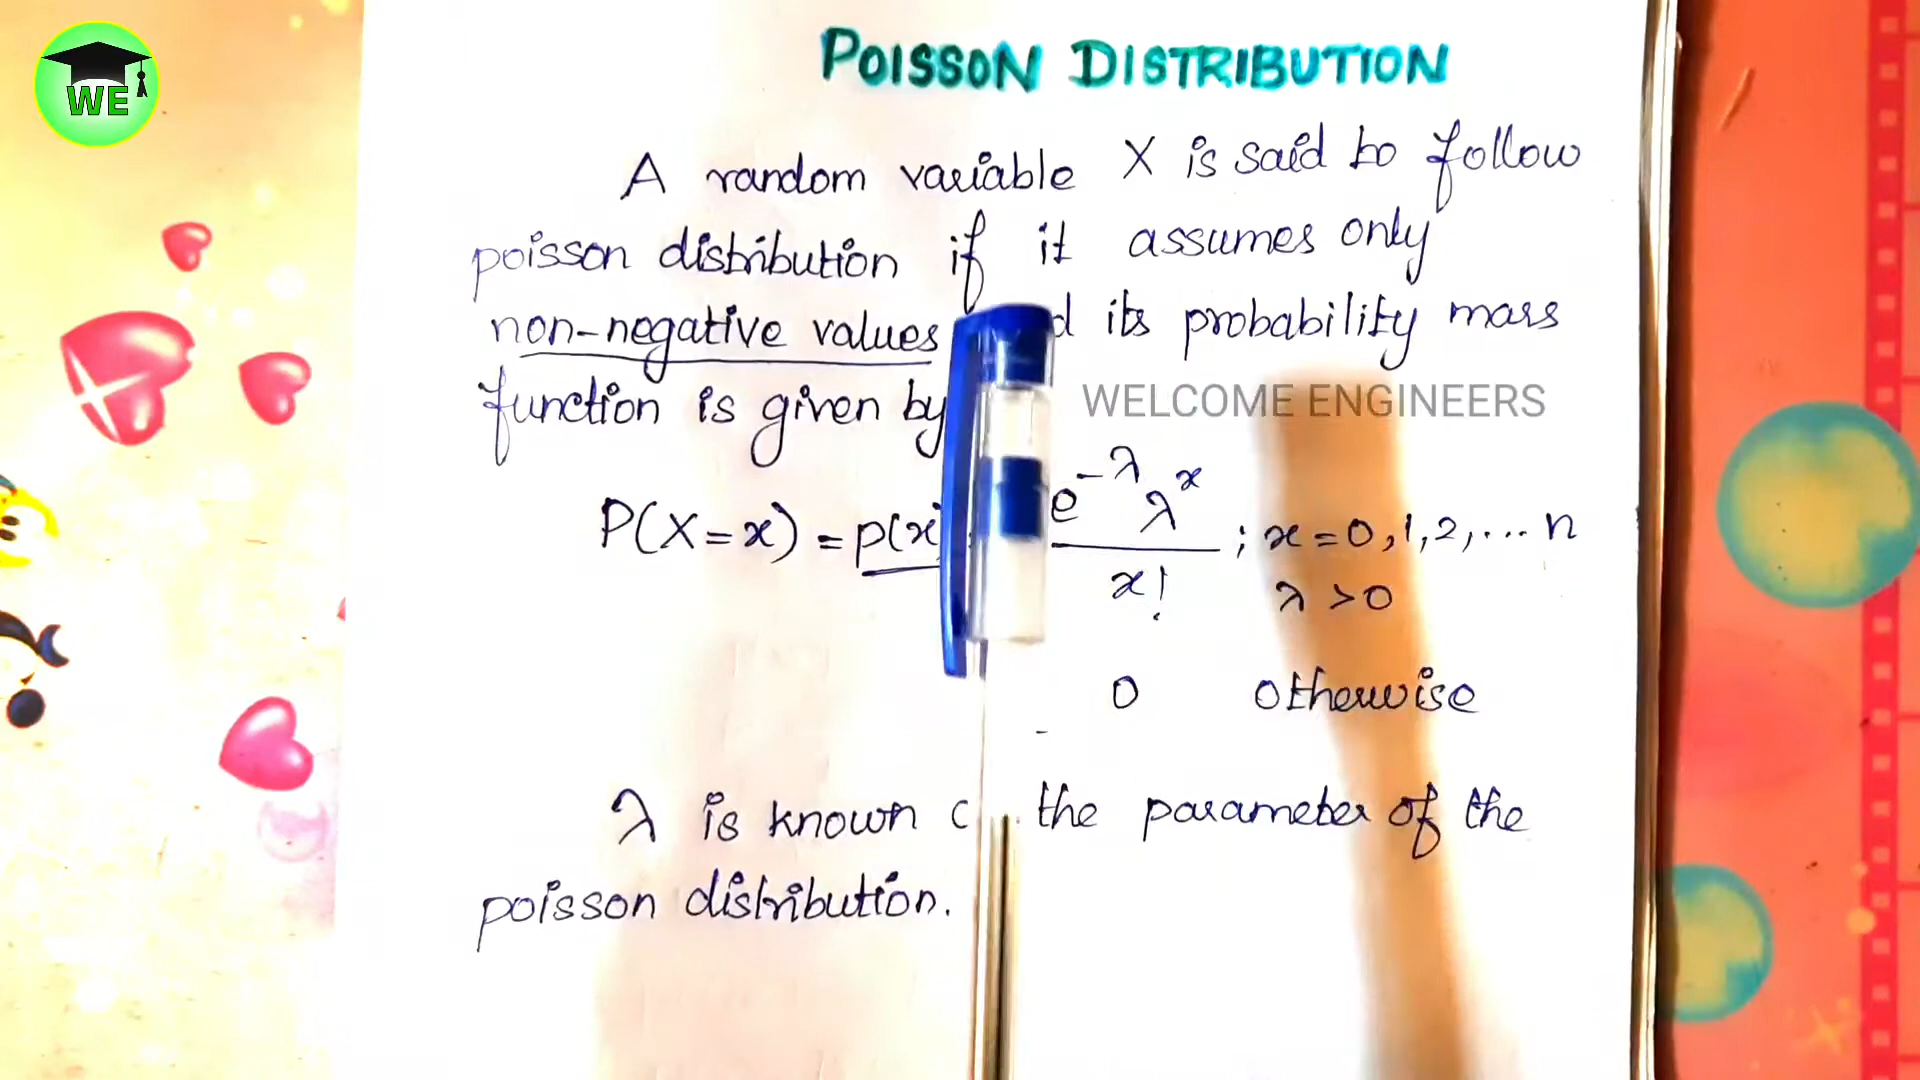 WE
POISSON DISTRIBUTION
A random variable X is said to follow
poisson distribution if it assumes only
non-negative values its probability mass
function is given by
WELCOME ENGINEERS
P(X=x) = p(x) e^-λ λ^x / x! ; x=0,1,2,... n
λ >0
0 otherwise
λ is known the parameter of the
poisson distribution.